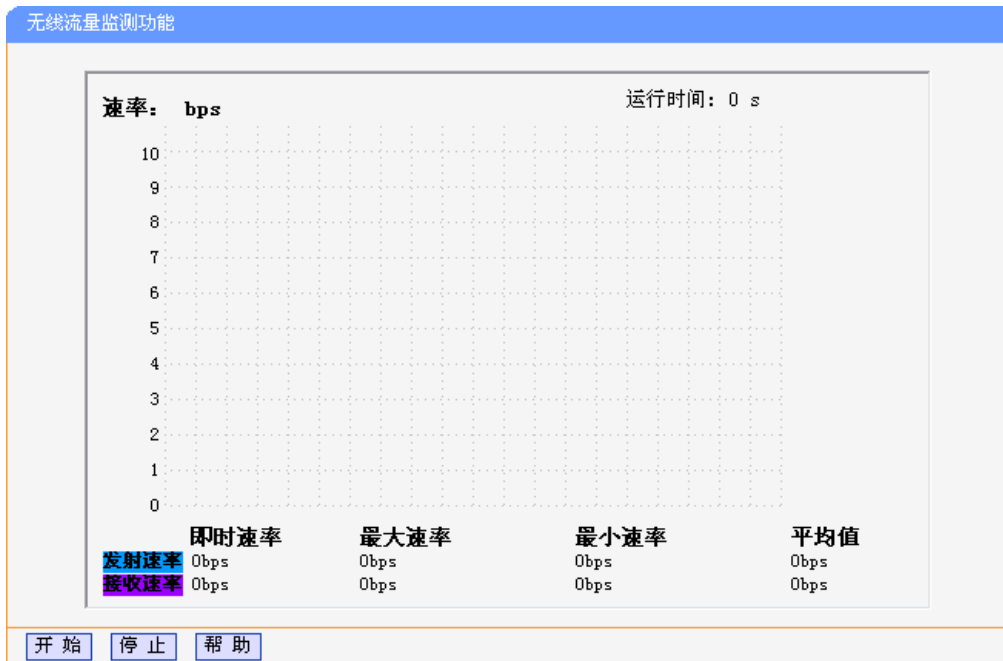 无线流量监测功能
速率： bps 运行时间: 0 s
10
9
8
7
6
5
4
3
2
1
0
即时速率 最大速率 最小速率 平均值
发射速率 0bps 0bps 0bps 0bps
接收速率 0bps 0bps 0bps 0bps
开 始 停 止 帮 助